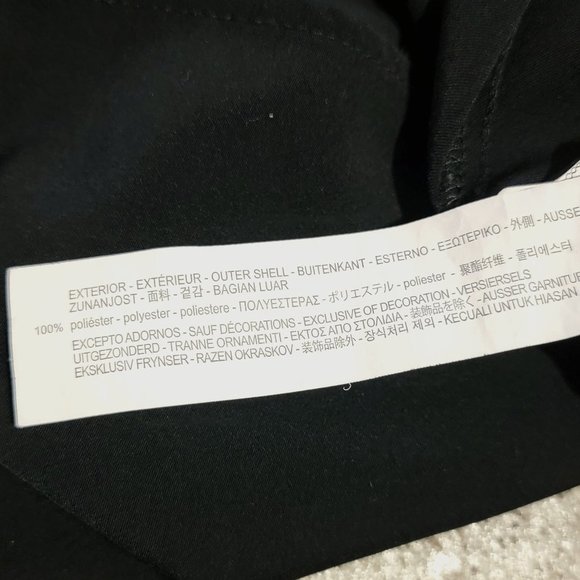 EXTERIOR - EXTÉRIEUR - OUTER SHELL - BUITENKANT - ESTERNO - ΕΞΩΤΕΡΙΚΟ - 外側 - AUSSE
ZUNANJOST - 面料 - 겉감 - BAGIAN LUAR
100% poliéster - polyester - poliestere - ΠΟΛΥΕΣΤΕΡΑΣ - ポリエステル - poliester - 聚酯纤维 - 폴리에스터
EXCEPTO ADORNOS - SAUF DÉCORATIONS - EXCLUSIVE OF DECORATION - VERSIERSELS
UITGEZONDERD - TRANNE ORNAMENTI - ΕΚΤΟΣ ΑΠΟ ΣΤΟΛΙΔΙΑ - 装飾品を除く - AUSSER GARNITUR
EKSKLUSIV FRYNSER - RAZEN OKRASKOV - 装饰品除外 - 장식처리 제외 - KECUALI UNTUK HIASAN